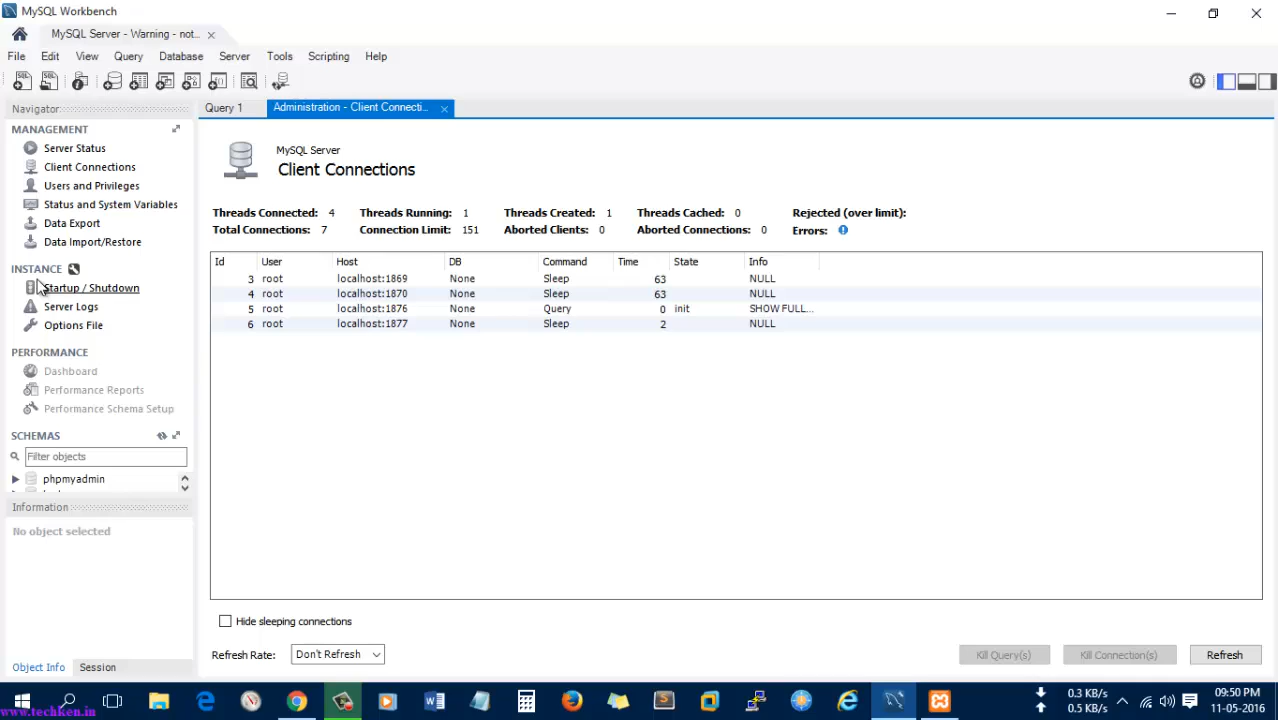 MySQL Workbench
MySQL Server - Warning - not...
File Edit View Query Database Server Tools Scripting Help
Navigator
Query 1
Administration - Client Connecti...
MANAGEMENT
Server Status
Client Connections
Users and Privileges
Status and System Variables
Data Export
Data Import/Restore
INSTANCE
Startup / Shutdown
Server Logs
Options File
PERFORMANCE
Dashboard
Performance Reports
Performance Schema Setup
SCHEMAS
Filter objects
phpmyadmin
Information
No object selected
Object Info Session
MySQL Server
Client Connections
Threads Connected: 4 Threads Running: 1 Threads Created: 1 Threads Cached: 0 Rejected (over limit):
Total Connections: 7 Connection Limit: 151 Aborted Clients: 0 Aborted Connections: 0 Errors:
Id User Host DB Command Time State Info
3 root localhost:1869 None Sleep 63 NULL
4 root localhost:1870 None Sleep 63 NULL
5 root localhost:1876 None Query 0 init SHOW FULL...
6 root localhost:1877 None Sleep 2 NULL
Hide sleeping connections
Refresh Rate: Don't Refresh
Kill Query(s) Kill Connection(s) Refresh
www.techken.in
0.3 KB/s
0.5 KB/s
09:50 PM
11-05-2016